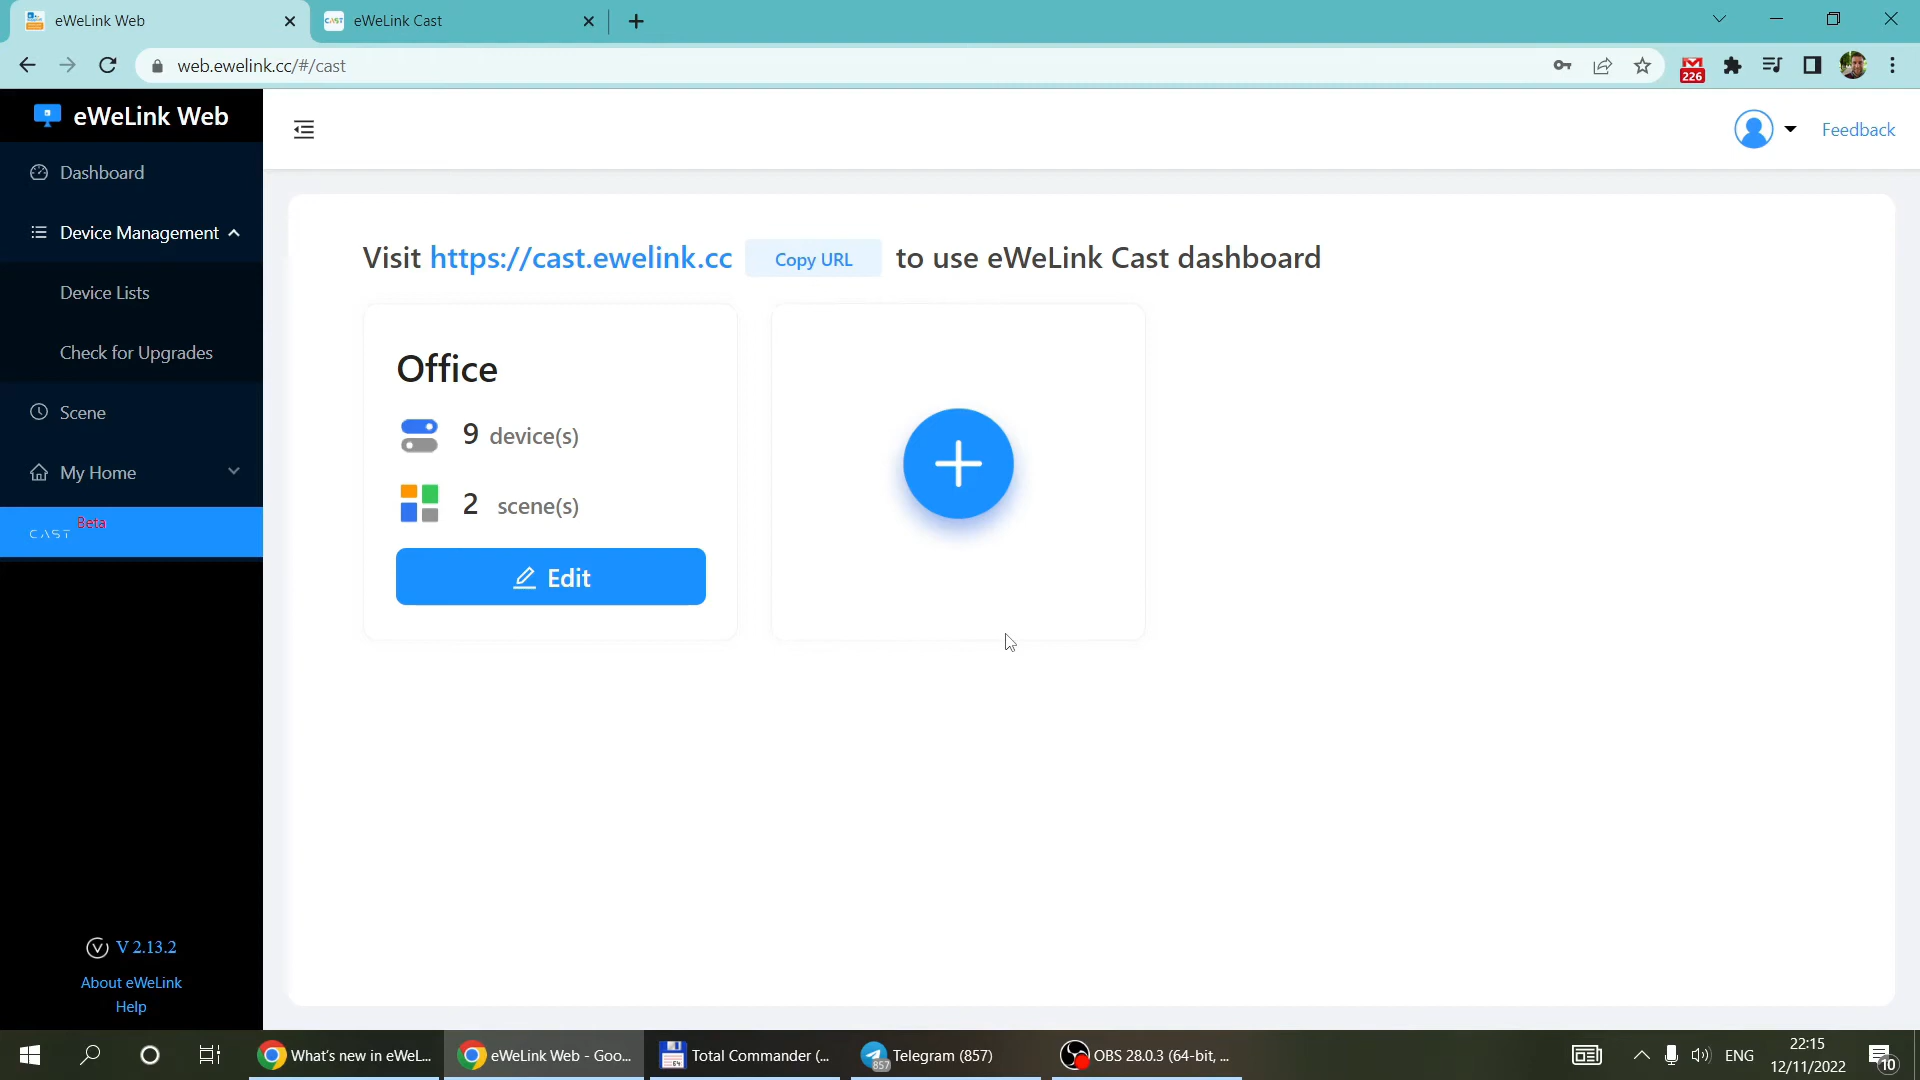 eWeLink Web
CAST
eWeLink Cast
web.ewelink.cc/#/cast
226
eWeLink Web
Feedback
Dashboard
Device Management
Device Lists
Check for Upgrades
Scene
My Home
CAST Beta
Visit https://cast.ewelink.cc Copy URL to use eWeLink Cast dashboard
Office
9 device(s)
2 scene(s)
Edit
V 2.13.2
About eWeLink
Help
What's new in eWeL...
eWeLink Web - Goo...
64
Total Commander (...
857
Telegram (857)
OBS 28.0.3 (64-bit, ...
ENG
22:15
12/11/2022
10